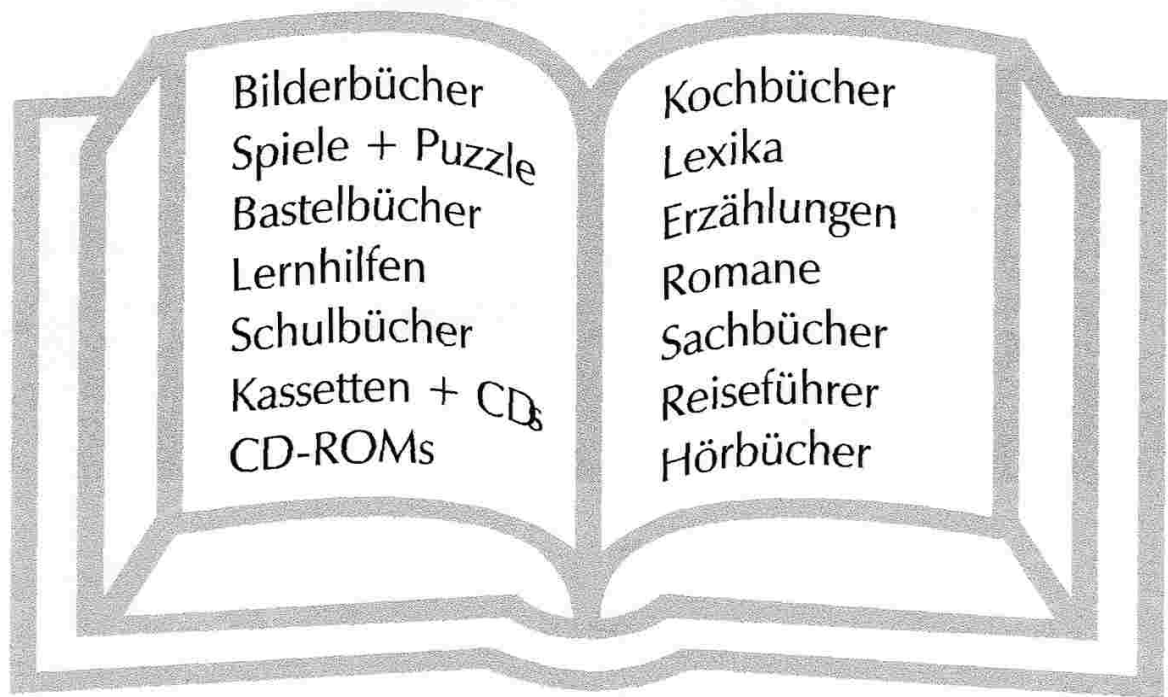 Bilderbücher
Spiele + Puzzle
Bastelbücher
Lernhilfen
Schulbücher
Kassetten + CDs
CD-ROMs
Kochbücher
Lexika
Erzählungen
Romane
Sachbücher
Reiseführer
Hörbücher